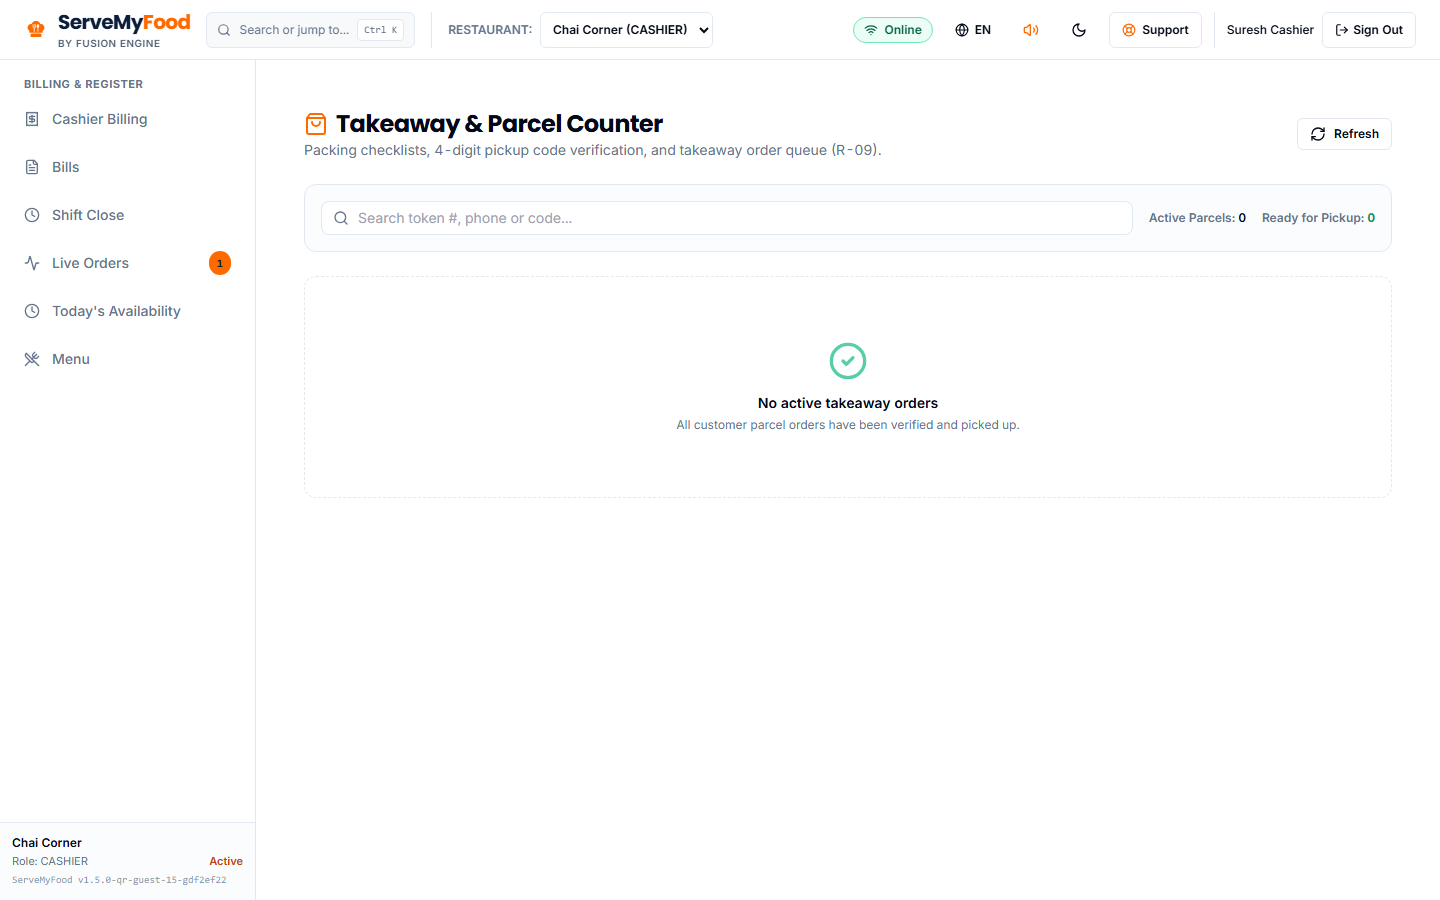 ServeMyFood
BY FUSION ENGINE
Search or jump to... Ctrl K
RESTAURANT: Chai Corner (CASHIER)
Online
EN
Support
Suresh Cashier
Sign Out
BILLING & REGISTER
Cashier Billing
Bills
Shift Close
Live Orders 1
Today's Availability
Menu
Chai Corner
Role: CASHIER Active
ServeMyFood v1.5.0-qr-guest-15-gdf2ef22
Takeaway & Parcel Counter
Packing checklists, 4-digit pickup code verification, and takeaway order queue (R-09).
Refresh
Search token #, phone or code...
Active Parcels: 0 Ready for Pickup: 0
No active takeaway orders
All customer parcel orders have been verified and picked up.